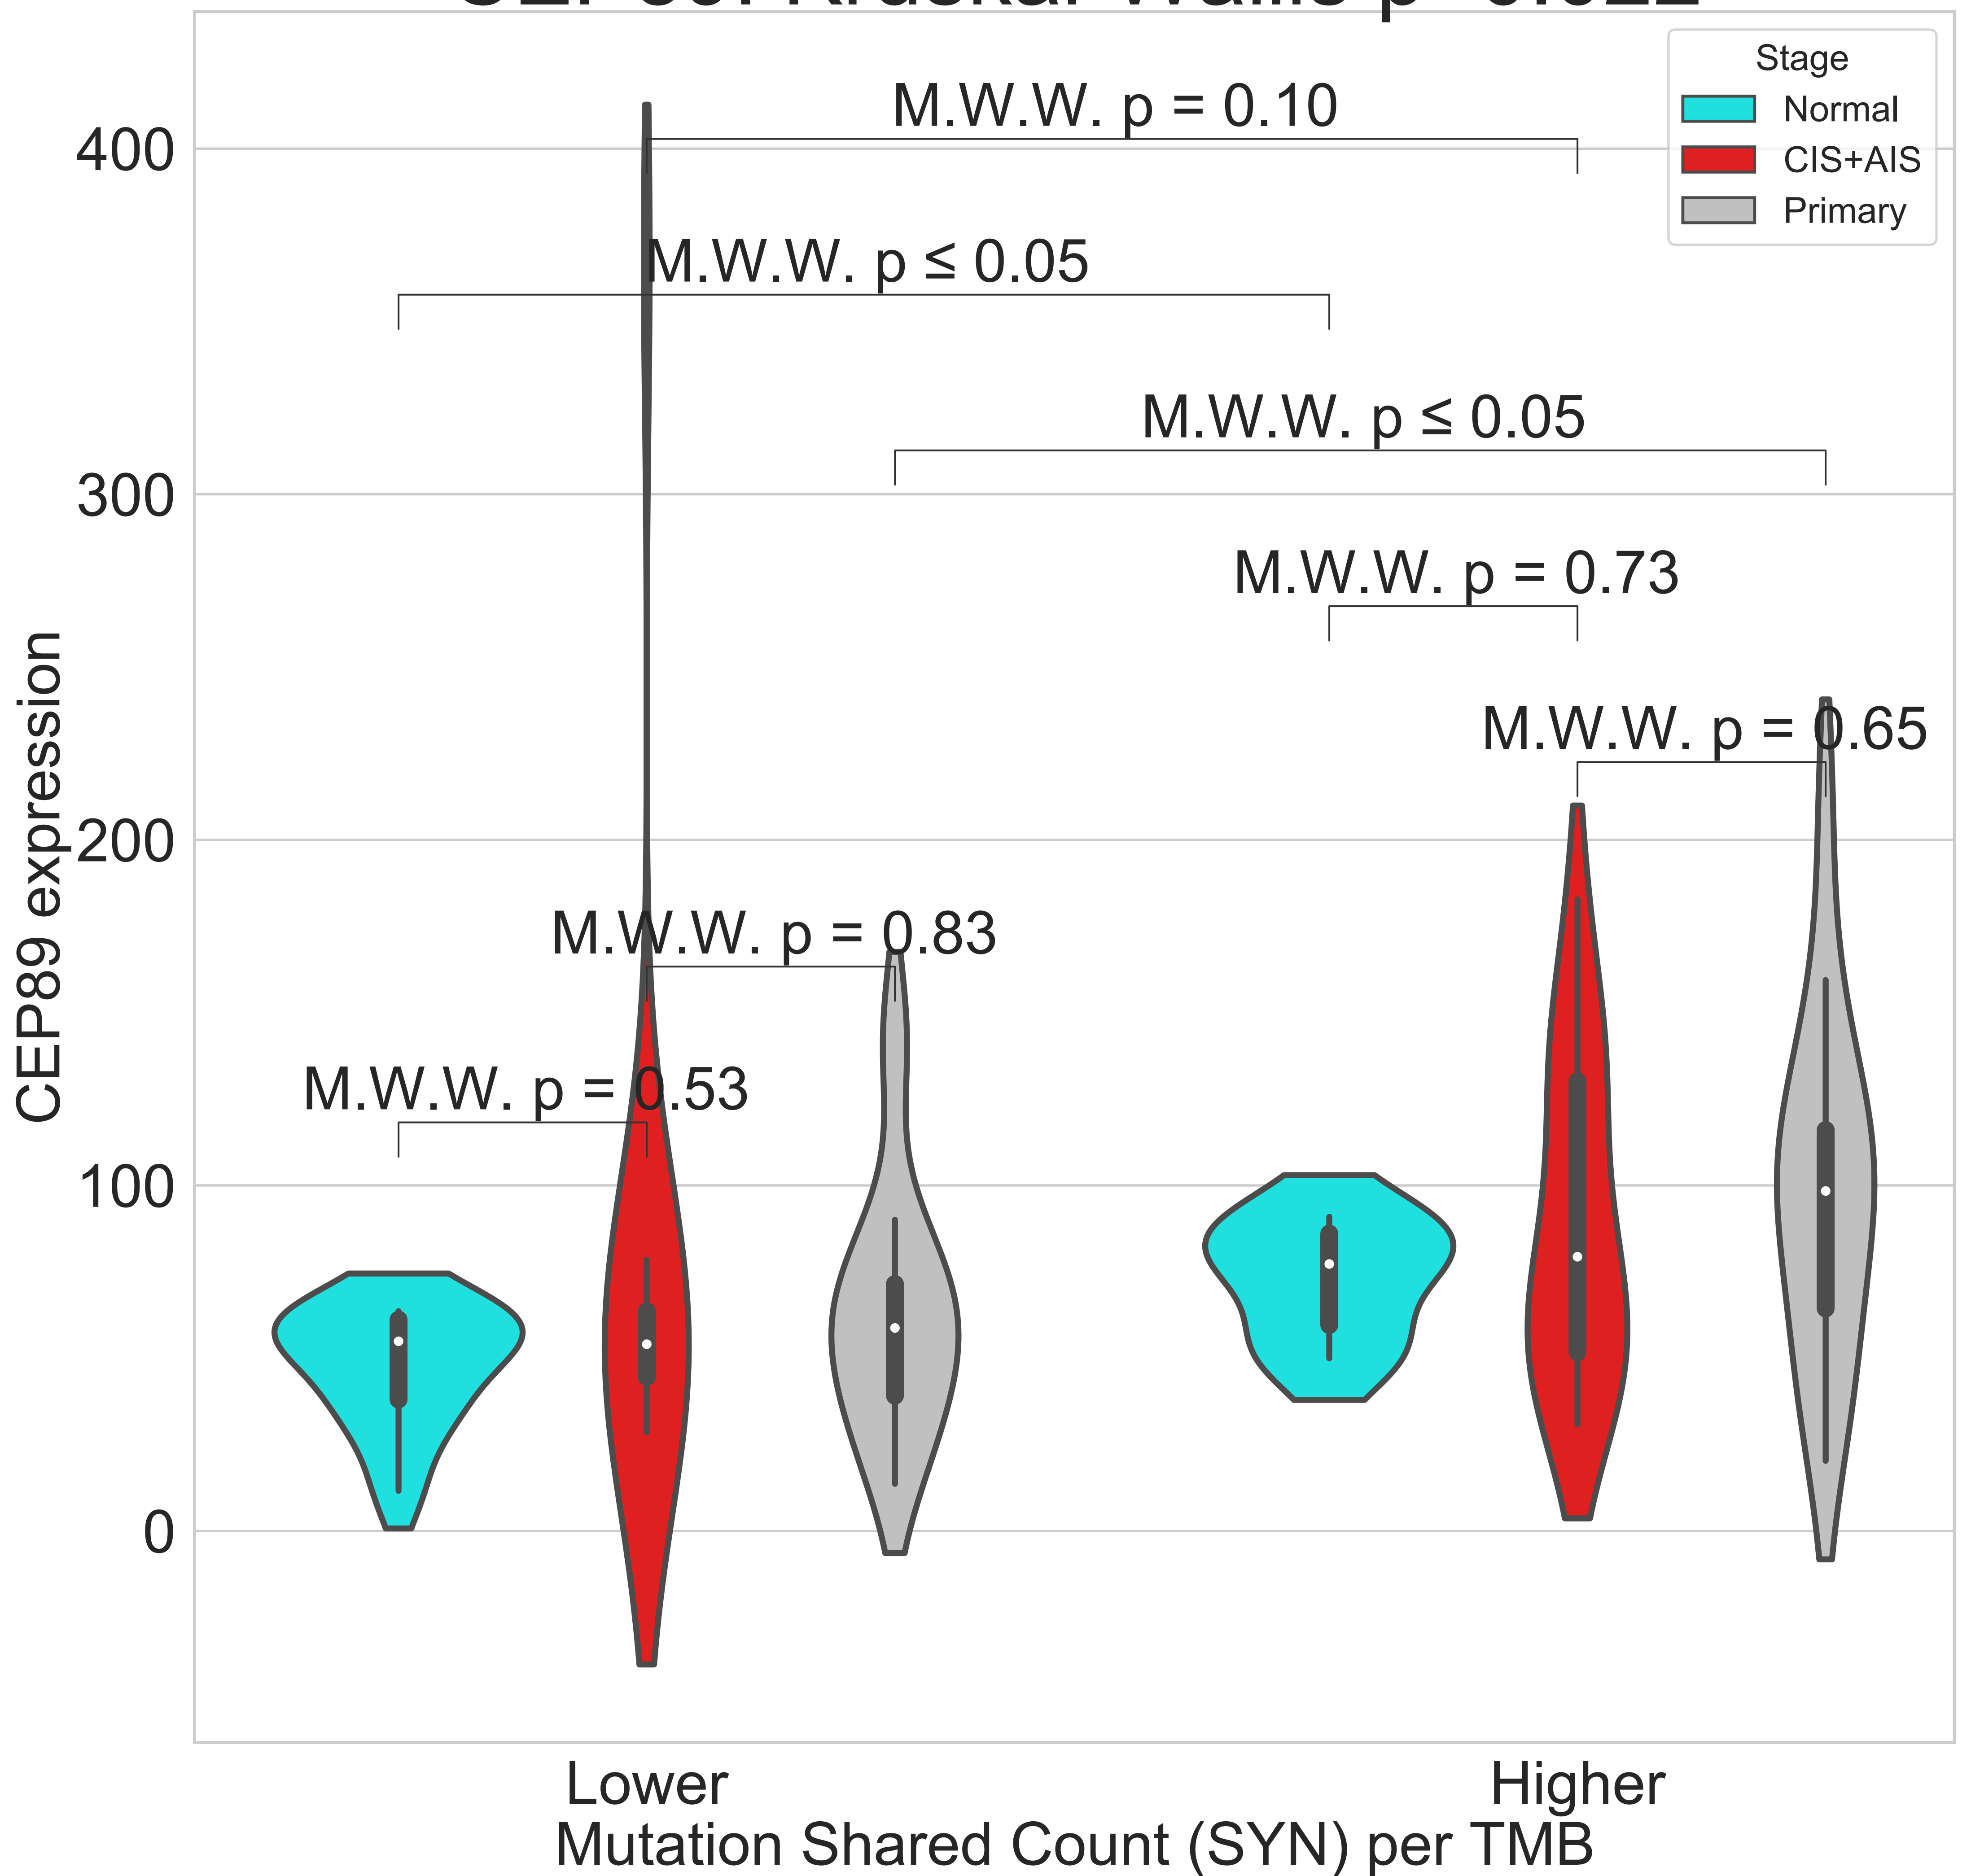 Stage
Normal
CIS+AIS
Primary
M.W.W. p = 0.10
M.W.W. p ≤ 0.05
M.W.W. p ≤ 0.05
M.W.W. p = 0.73
M.W.W. p = 0.65
M.W.W. p = 0.83
M.W.W. p = 0.53
400
300
200
100
0
CEP89 expression
Lower
Higher
Mutation Shared Count (SYN) per TMB